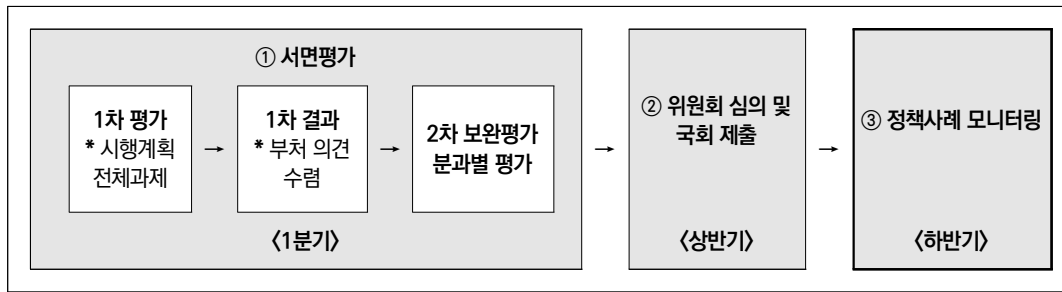 ① 서면평가
1차 평가
* 시행계획
전체과제
→
1차 결과
* 부처 의견
수렴
→
2차 보완평가
분과별 평가
〈1분기〉
→
② 위원회 심의 및
국회 제출
〈상반기〉
→
③ 정책사례 모니터링
〈하반기〉